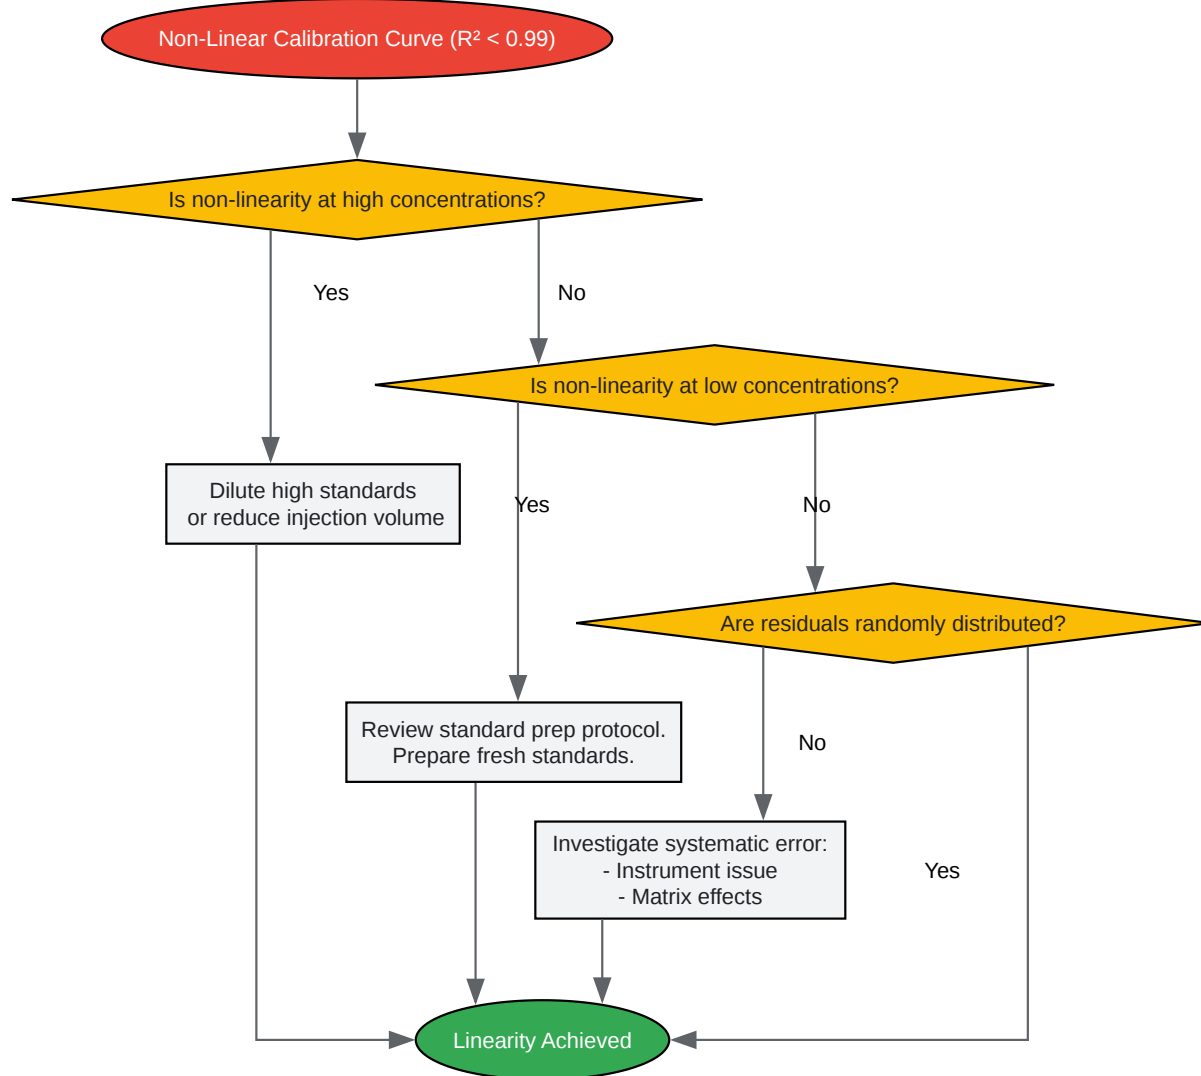 Non-Linear Calibration Curve (R² < 0.99)
Is non-linearity at high concentrations?
Yes
No
Is non-linearity at low concentrations?
Dilute high standards
or reduce injection volume
Yes
No
Are residuals randomly distributed?
Review standard prep protocol.
Prepare fresh standards.
No
Investigate systematic error:
- Instrument issue
- Matrix effects
Yes
Linearity Achieved